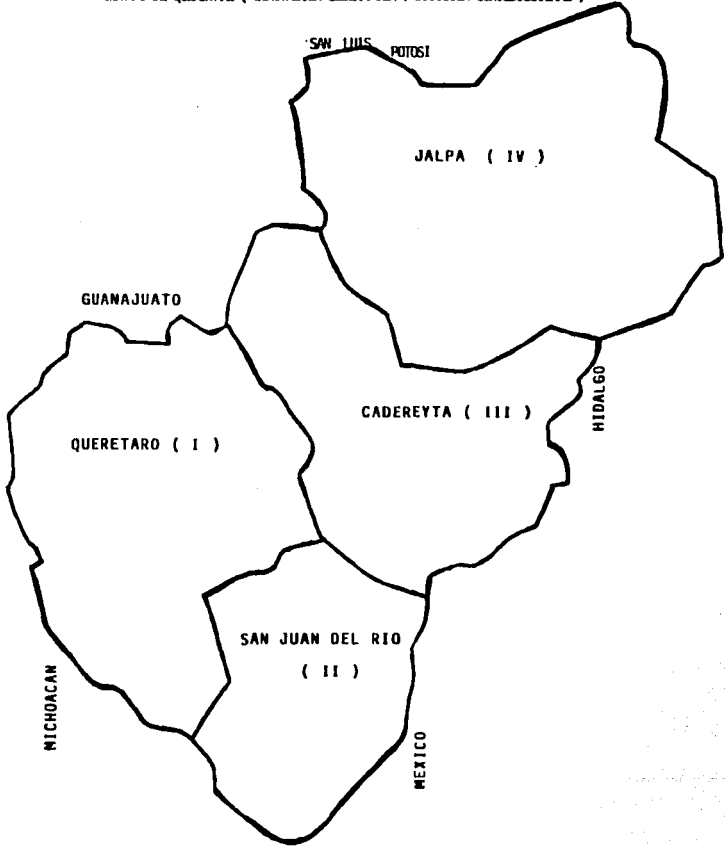 SAN LUIS POTOSI
JALPA ( IV )
GUANAJUATO
HIDALGO
CADEREYTA ( III )
QUERETARO ( I )
SAN JUAN DEL RIO
( II )
MICHOACAN
MEXICO